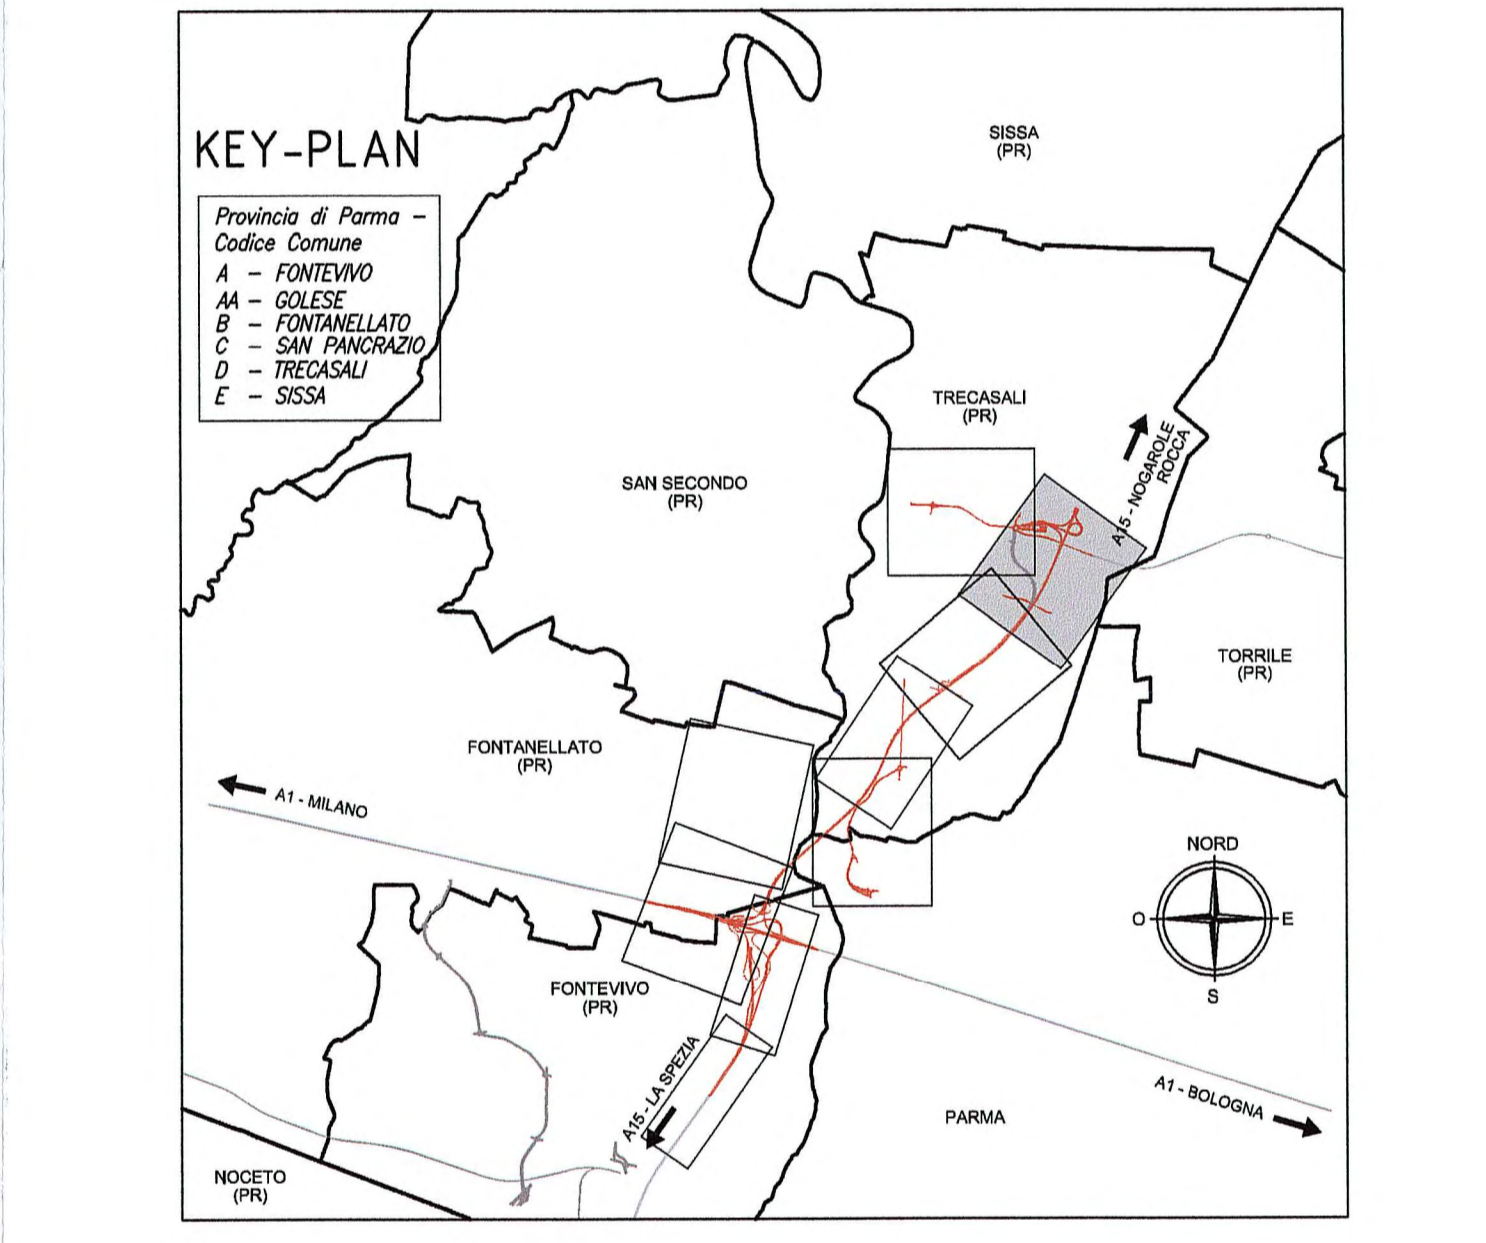 KEY-PLAN
Provincia di Parma -
Codice Comune
A - FONTEVIVO
AA - GOLESE
B - FONTANELLATO
C - SAN PANCRAZIO
D - TRECASALI
E - SISSA
SISSA
(PR)
TRECASALI
(PR)
A15 - NOGAROLE
ROCCA
SAN SECONDO
(PR)
TORRILE
(PR)
FONTANELLATO
(PR)
A1 - MILANO
NORD
O
E
S
FONTEVIVO
(PR)
A15 - LA SPEZIA
A1 - BOLOGNA
PARMA
NOCETO
(PR)